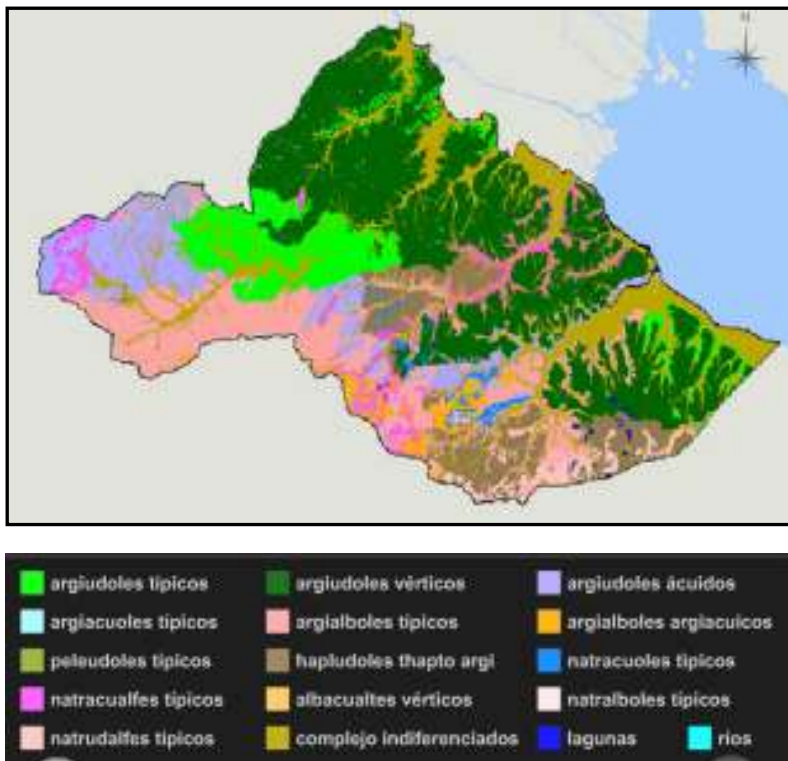 N
argiudoles típicos argiudoles vérticos argiudoles ácuidos
argiacuoles típicos argialboles típicos argialboles argiacuicos
peleudoles típicos hapludoles thapto argi natracuoles típicos
natracualfes típicos albacualtes vérticos natralboles típicos
natrudalfes típicos complejo indiferenciados lagunas rios